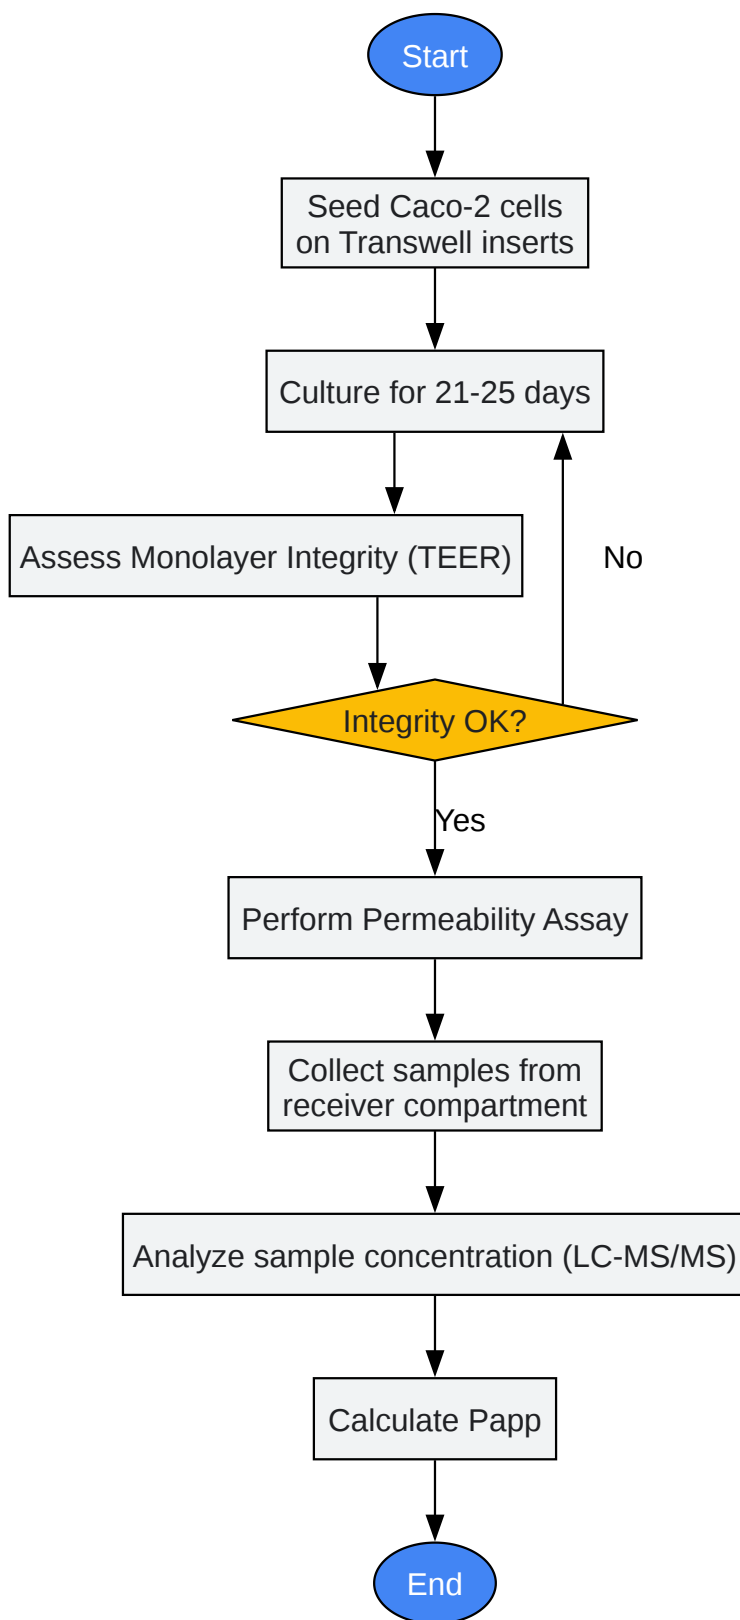 Start
Seed Caco-2 cells
on Transwell inserts
Culture for 21-25 days
Assess Monolayer Integrity (TEER)
No
Integrity OK?
Yes
Perform Permeability Assay
Collect samples from
receiver compartment
Analyze sample concentration (LC-MS/MS)
Calculate Papp
End